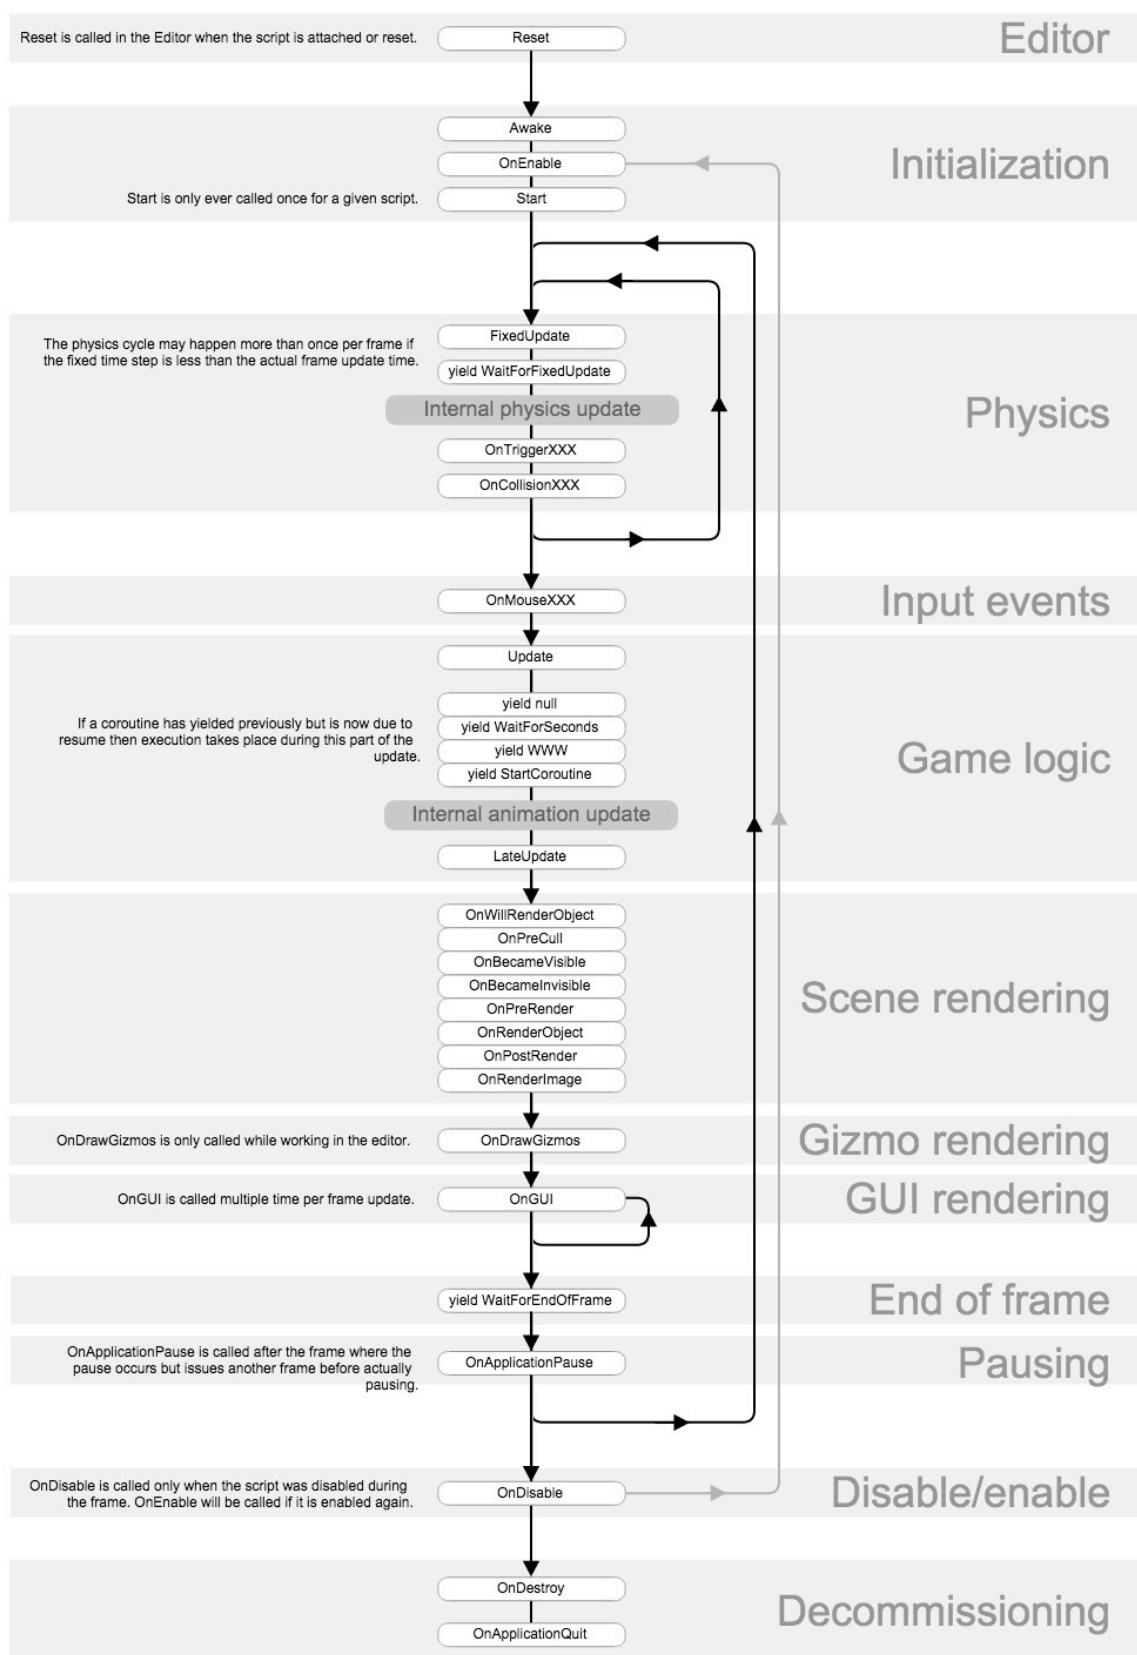 Reset is called in the Editor when the script is attached or reset.
Reset
Editor
Awake
OnEnable
Initialization
Start is only ever called once for a given script.
Start
The physics cycle may happen more than once per frame if
the fixed time step is less than the actual frame update time.
FixedUpdate
yield WaitForFixedUpdate
Internal physics update
Physics
OnTriggerXXX
OnCollisionXXX
OnMouseXXX
Input events
Update
yield null
If a coroutine has yielded previously but is now due to
resume then execution takes place during this part of the
update.
yield WaitForSeconds
yield WWW
yield StartCoroutine
Game logic
Internal animation update
LateUpdate
OnWillRenderObject
OnPreCull
OnBecameVisible
OnBecameInvisible
Scene rendering
OnPreRender
OnRenderObject
OnPostRender
OnRenderImage
OnDrawGizmos is only called while working in the editor.
OnDrawGizmos
Gizmo rendering
OnGUI is called multiple time per frame update.
OnGUI
GUI rendering
yield WaitForEndOfFrame
End of frame
OnApplicationPause is called after the frame where the
pause occurs but issues another frame before actually
pausing.
OnApplicationPause
Pausing
OnDisable is called only when the script was disabled during
the frame. OnEnable will be called if it is enabled again.
OnDisable
Disable/enable
OnDestroy
Decommissioning
OnApplicationQuit